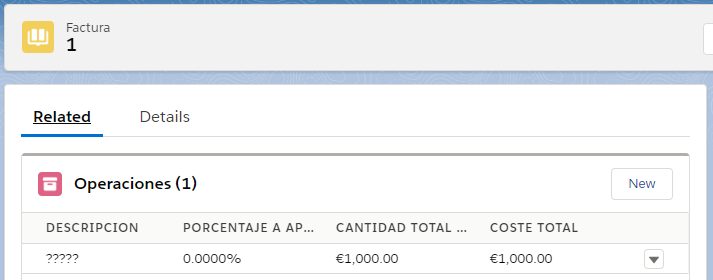 Factura
1
Related Details
Operaciones (1) New
DESCRIPCION PORCENTAJE A AP... CANTIDAD TOTAL ... COSTE TOTAL
????? 0.0000% €1,000.00 €1,000.00